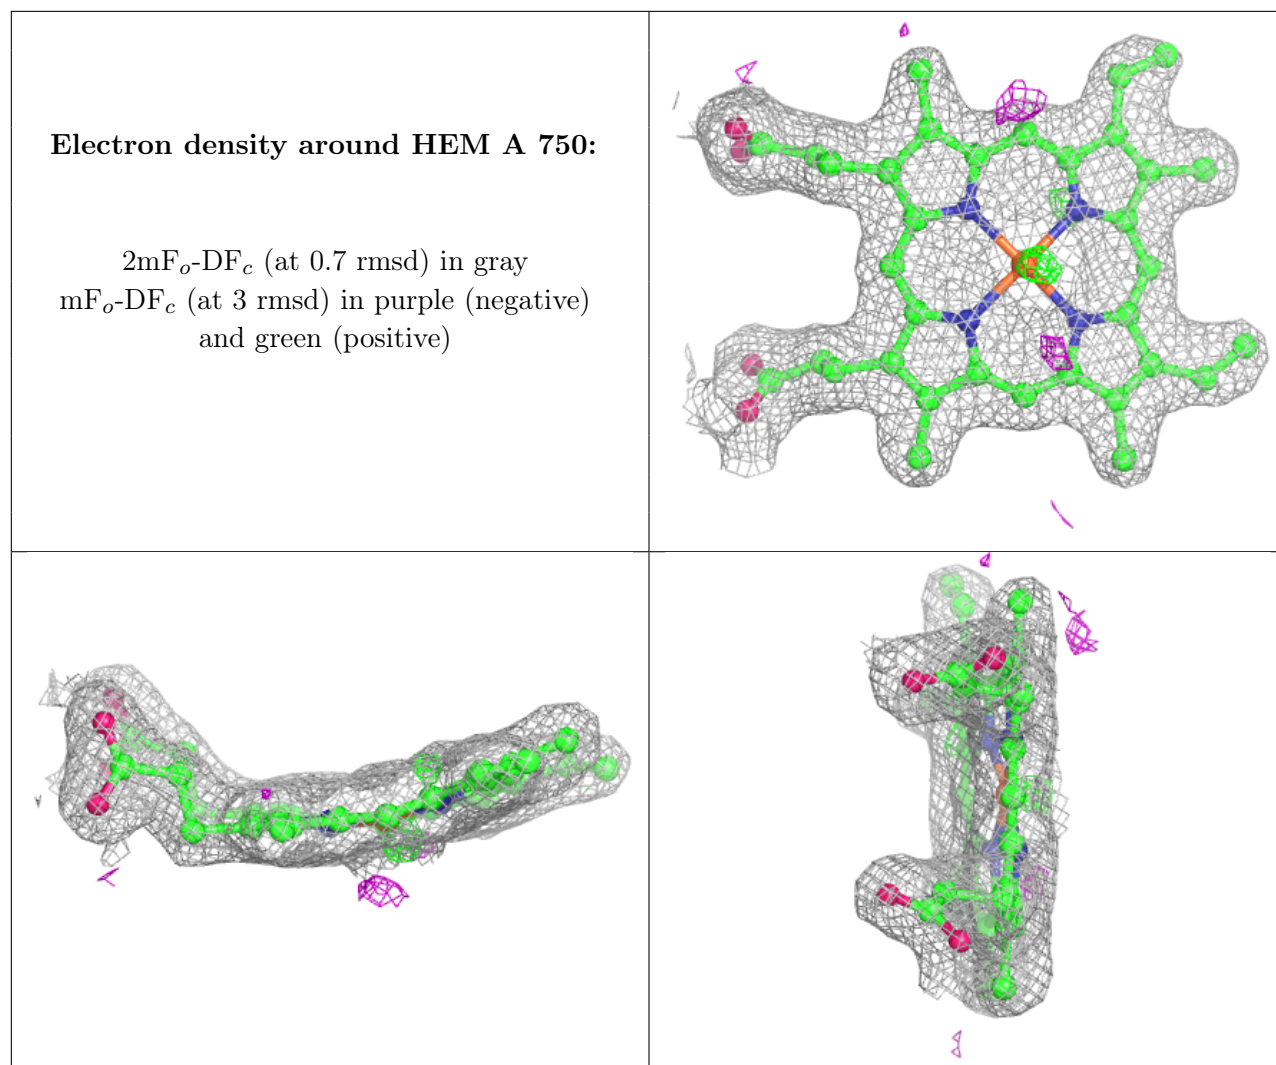 Electron density around HEM A 750:
2mFo-DFc (at 0.7 rmsd) in gray
mFo-DFc (at 3 rmsd) in purple (negative)
and green (positive)